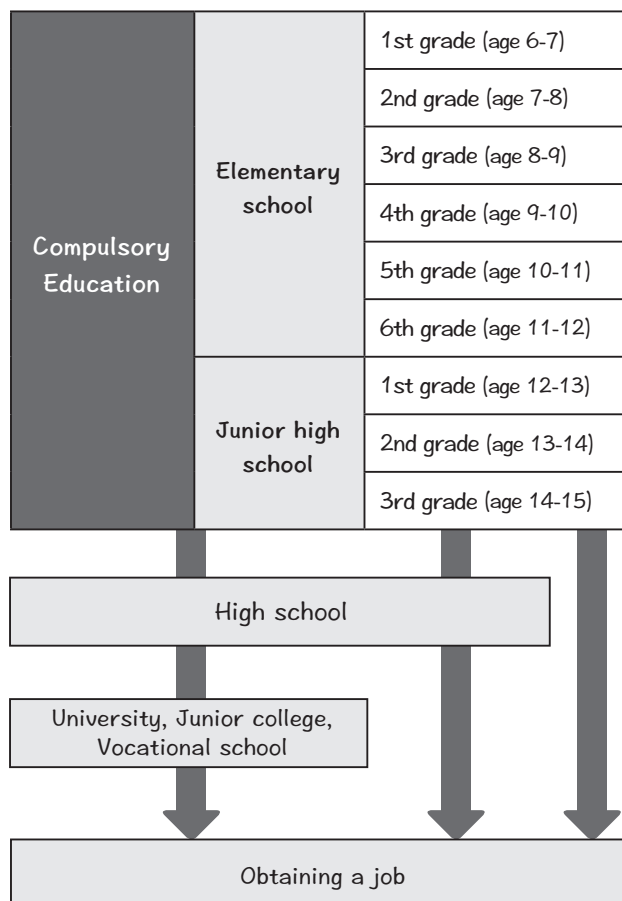 Compulsory
Education
Elementary
school
1st grade (age 6-7)
2nd grade (age 7-8)
3rd grade (age 8-9)
4th grade (age 9-10)
5th grade (age 10-11)
6th grade (age 11-12)
Junior high
school
1st grade (age 12-13)
2nd grade (age 13-14)
3rd grade (age 14-15)
High school
University, Junior college,
Vocational school
Obtaining a job